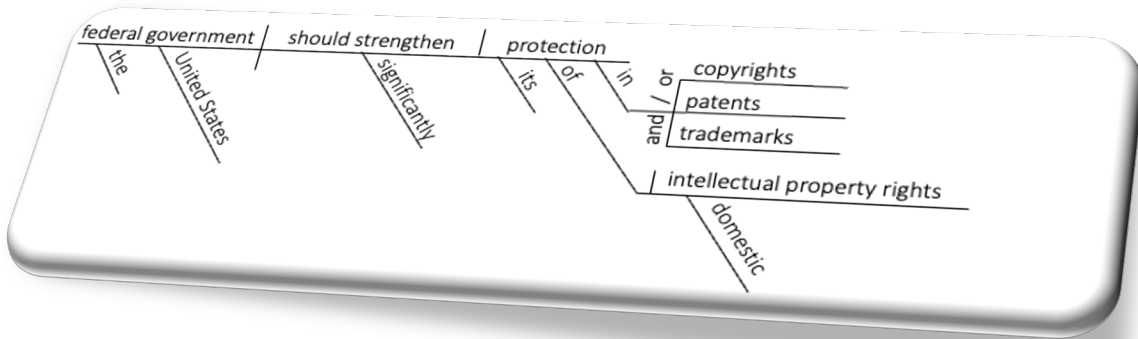 federal government should strengthen protection
the United States significantly its of in
and / or
copyrights
patents
trademarks
intellectual property rights
domestic